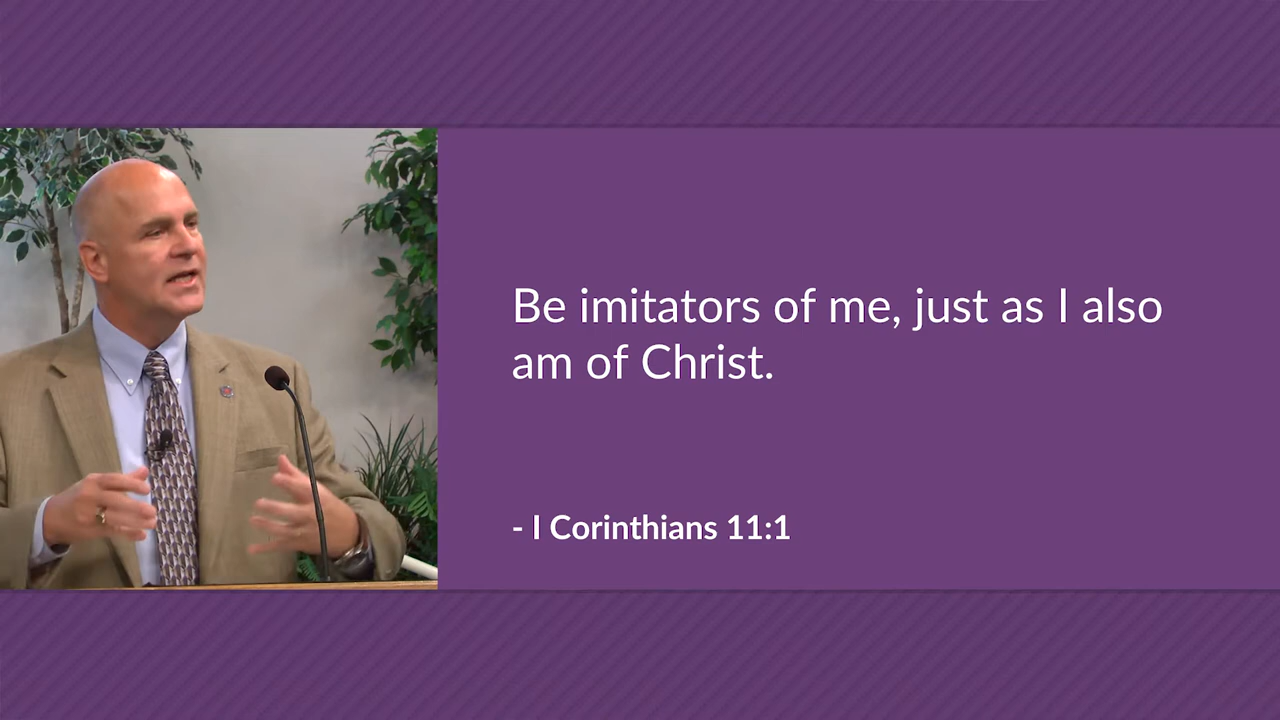 Be imitators of me, just as I also
am of Christ.
- I Corinthians 11:1